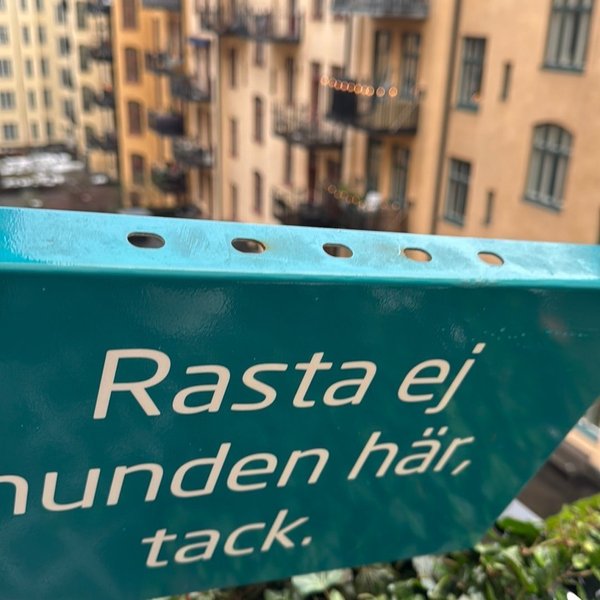 Rasta ej
hunden här,
tack.